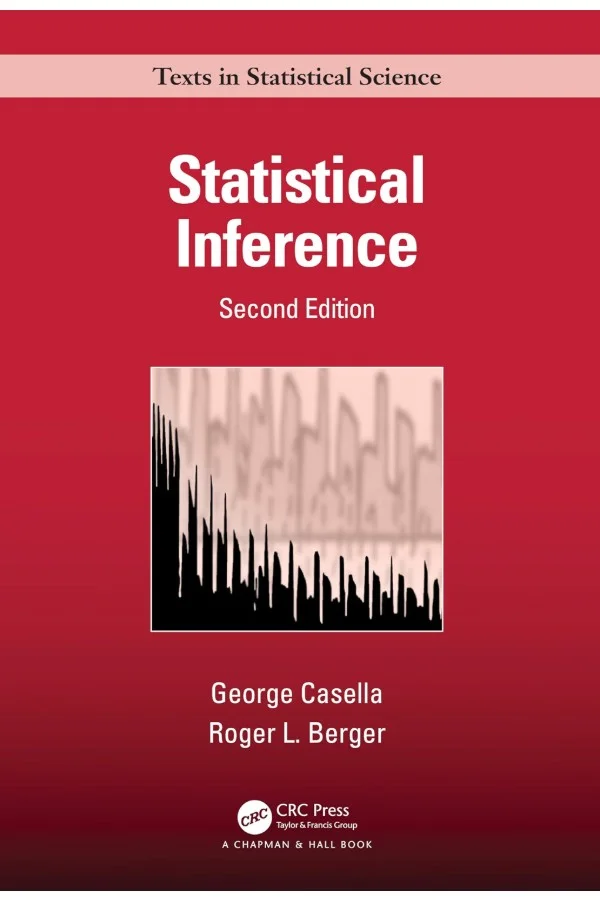 Texts in Statistical Science
Statistical
Inference
Second Edition
George Casella
Roger L. Berger
CRC
CRC Press
Taylor & Francis Group
A CHAPMAN & HALL BOOK